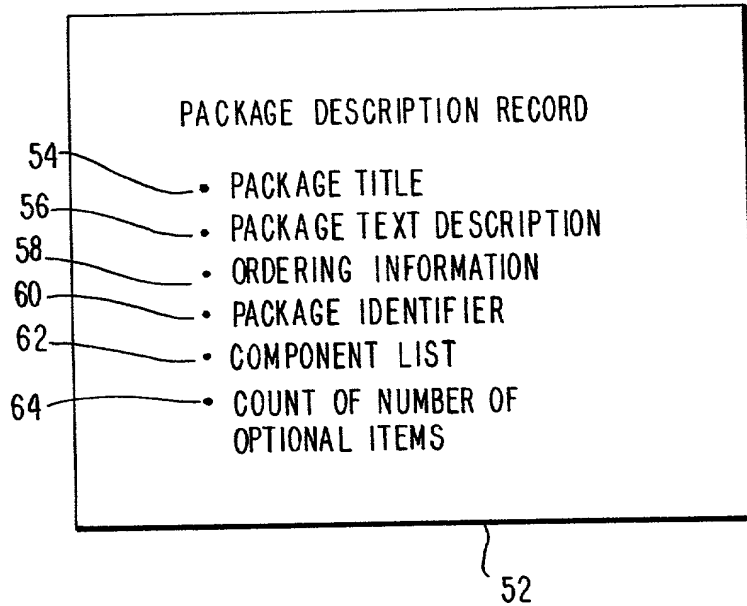 PACKAGE DESCRIPTION RECORD
54 • PACKAGE TITLE
56 • PACKAGE TEXT DESCRIPTION
58 • ORDERING INFORMATION
60 • PACKAGE IDENTIFIER
62 • COMPONENT LIST
64 • COUNT OF NUMBER OF
OPTIONAL ITEMS
52